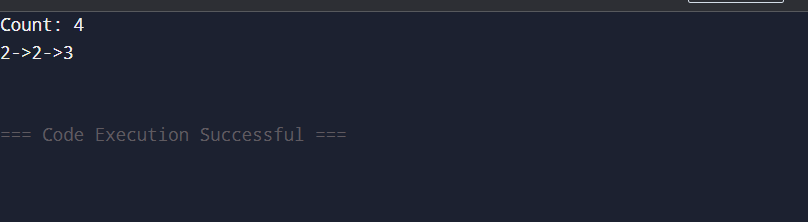 Count: 4
2->2->3
=== Code Execution Successful ===